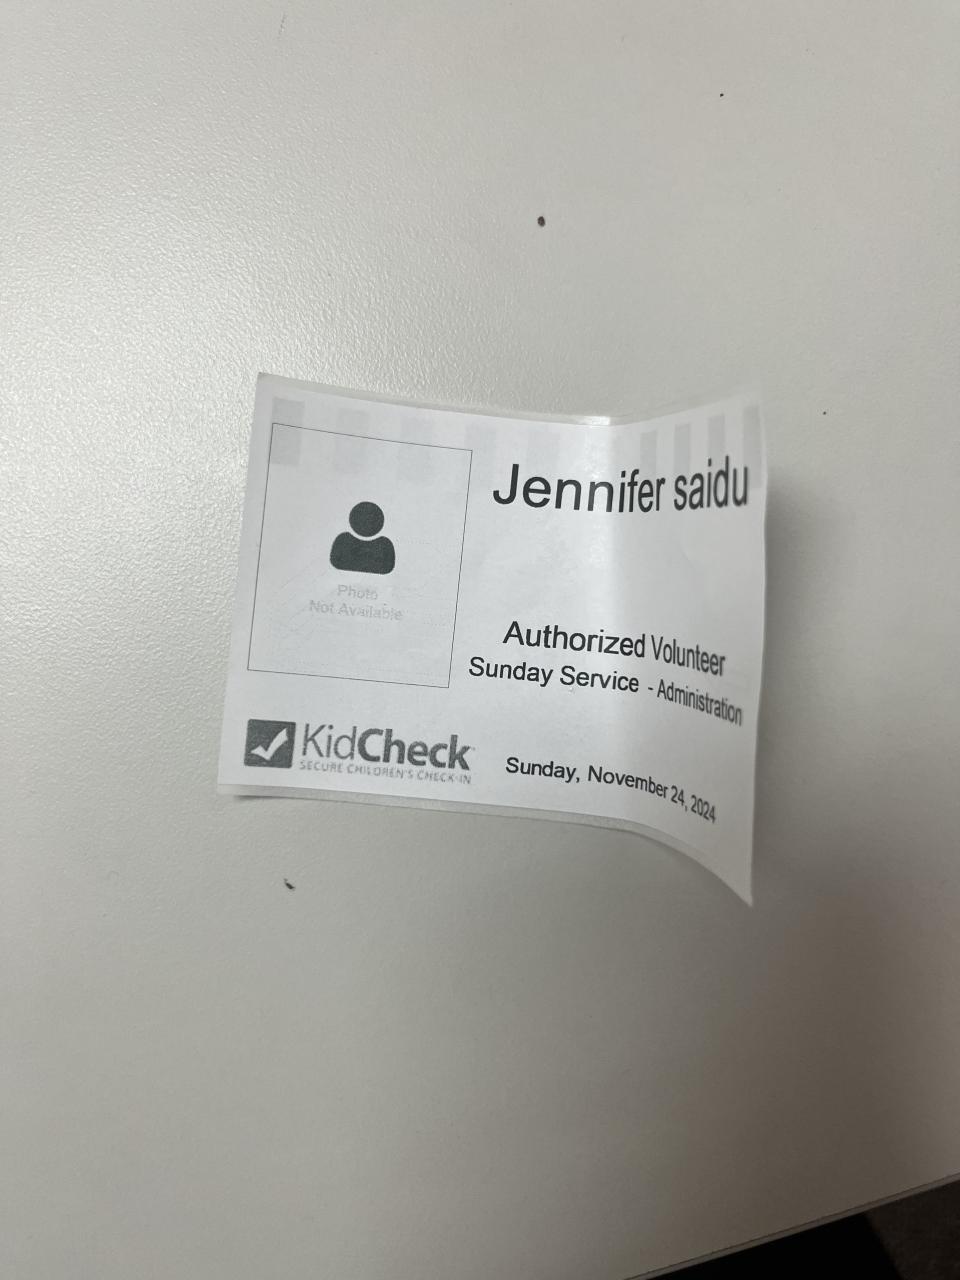 Jennifer saidu
Photo
Not Available
Authorized Volunteer
Sunday Service - Administration
KidCheck
SECURE CHILDREN'S CHECK-IN
Sunday, November 24, 2024